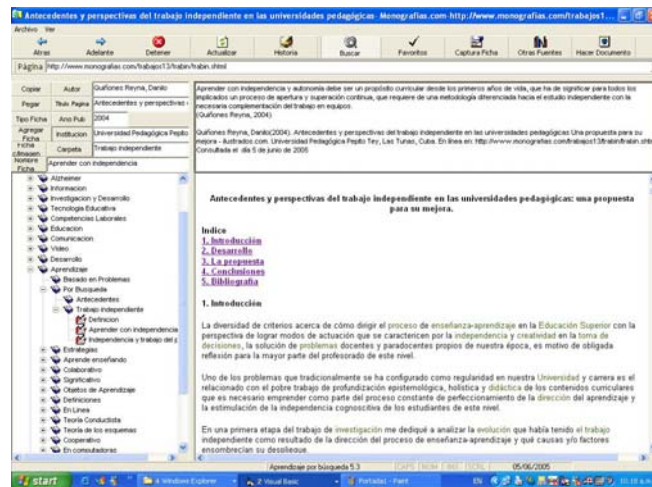 Antecedentes y perspectivas del trabajo independiente en las universidades pedagógicas- Monografias.com-http://www.monografias.com/trabajos1...
Archivo Ver
Atras Adelante Detener Actualizar Historia Buscar Favoritos Captura Ficha Otras Fuentes Hacer Documento
Página http://www.monografias.com/trabajos13/trabin/trabin.shtml
Copiar Autor Quiñones Reyna, Danilo
Pegar Titulo Pagina Antecedentes y perspectivas
Tipo Ficha Ano Pub 2004
Agregar Ficha Institucion Universidad Pedagógica Pepito
Carpeta Trabajo independiente
Nombre Ficha Aprender con independencia
Aprender con independencia y autonomía debe ser un propósito curricular desde los primeros años de vida, que ha de significar para todos los
implicados un proceso de apertura y superación continua, que requiere de una metodología diferenciada hacia el estudio independiente con la
necesaria complementación del trabajo en equipos.
(Quiñones Reyna, 2004)
Quiñones Reyna, Danilo(2004). Antecedentes y perspectivas del trabajo independiente en las universidades pedagógicas Una propuesta para su
mejora - ilustrados.com. Universidad Pedagógica Pepito Tey, Las Tunas, Cuba. En línea en: http://www.monografias.com/trabajos13/trabin/trabin.sht
Consultada el día 5 de junio de 2005
Alzheimer
Informacion
Investigacion y Desarrollo
Tecnologia Educativa
Competencias Laborales
Educacion
Comunicacion
Video
Desarrollo
Aprendizaje
Basado en Problemas
Por Busqueda
Antecedentes
Trabajo independiente
Definicion
Aprender con independencia
Independencia y trabajo del p
Estrategias
Aprende enseñando
Colaborativo
Significativo
Objetos de Aprendizaje
Definiciones
En Linea
Teoria Conductista
Teoria de los esquemas
Cooperativo
En computadoras
Antecedentes y perspectivas del trabajo independiente en las universidades pedagógicas: una propuesta
para su mejora.
Indice
1. Introducción
2. Desarrollo
3. La propuesta
4. Conclusiones
5. Bibliografía
1. Introducción
La diversidad de criterios acerca de cómo dirigir el proceso de enseñanza-aprendizaje en la Educación Superior con la
perspectiva de lograr modos de actuación que se caractericen por la independencia y creatividad en la toma de
decisiones, la solución de problemas docentes y paradocentes propios de nuestra época, es motivo de obligada
reflexión para la mayor parte del profesorado de este nivel.
Uno de los problemas que tradicionalmente se ha configurado como regularidad en nuestra Universidad y carrera es el
relacionado con el pobre trabajo de profundización epistemológica, holística y didáctica de los contenidos curriculares
que es necesario emprender como parte del proceso constante de perfeccionamiento de la dirección del aprendizaje y
la estimulación de la independencia cognoscitiva de los estudiantes de este nivel.
En una primera etapa del trabajo de investigación me dediqué a analizar la evolución que había tenido el trabajo
independiente como resultado de la dirección del proceso de enseñanza-aprendizaje y qué causas y/o factores
ensombrecían su despliegue.
Aprendizaje por búsqueda 5.3 CAPS NUM INS SCRL 05/06/2005
start 4 Windows Explorer 2 Visual Basic Portada1 - Paint EN 10:18 a.m.